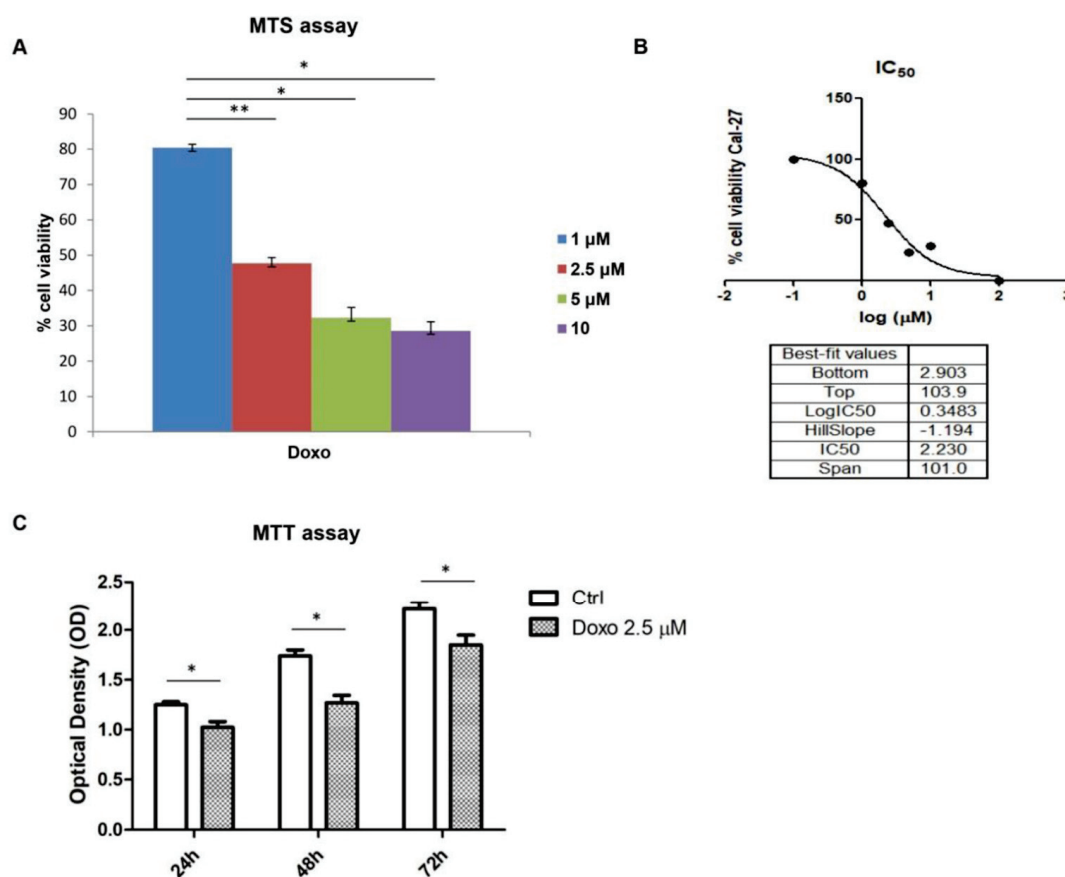 A
MTS assay
*
*
**
90
80
70
60
50
40
30
20
10
0
% cell viability
Doxo
1 µM
2.5 µM
5 µM
10
B
IC50
% cell viability Cal-27
150
100
50
-2
-1
0
1
2
3
log (µM)
Best-fit values
Bottom 2.903
Top 103.9
LogIC50 0.3483
HillSlope -1.194
IC50 2.230
Span 101.0
C
MTT assay
Optical Density (OD)
2.5
2.0
1.5
1.0
0.5
0.0
*
*
*
24h
48h
72h
Ctrl
Doxo 2.5 µM